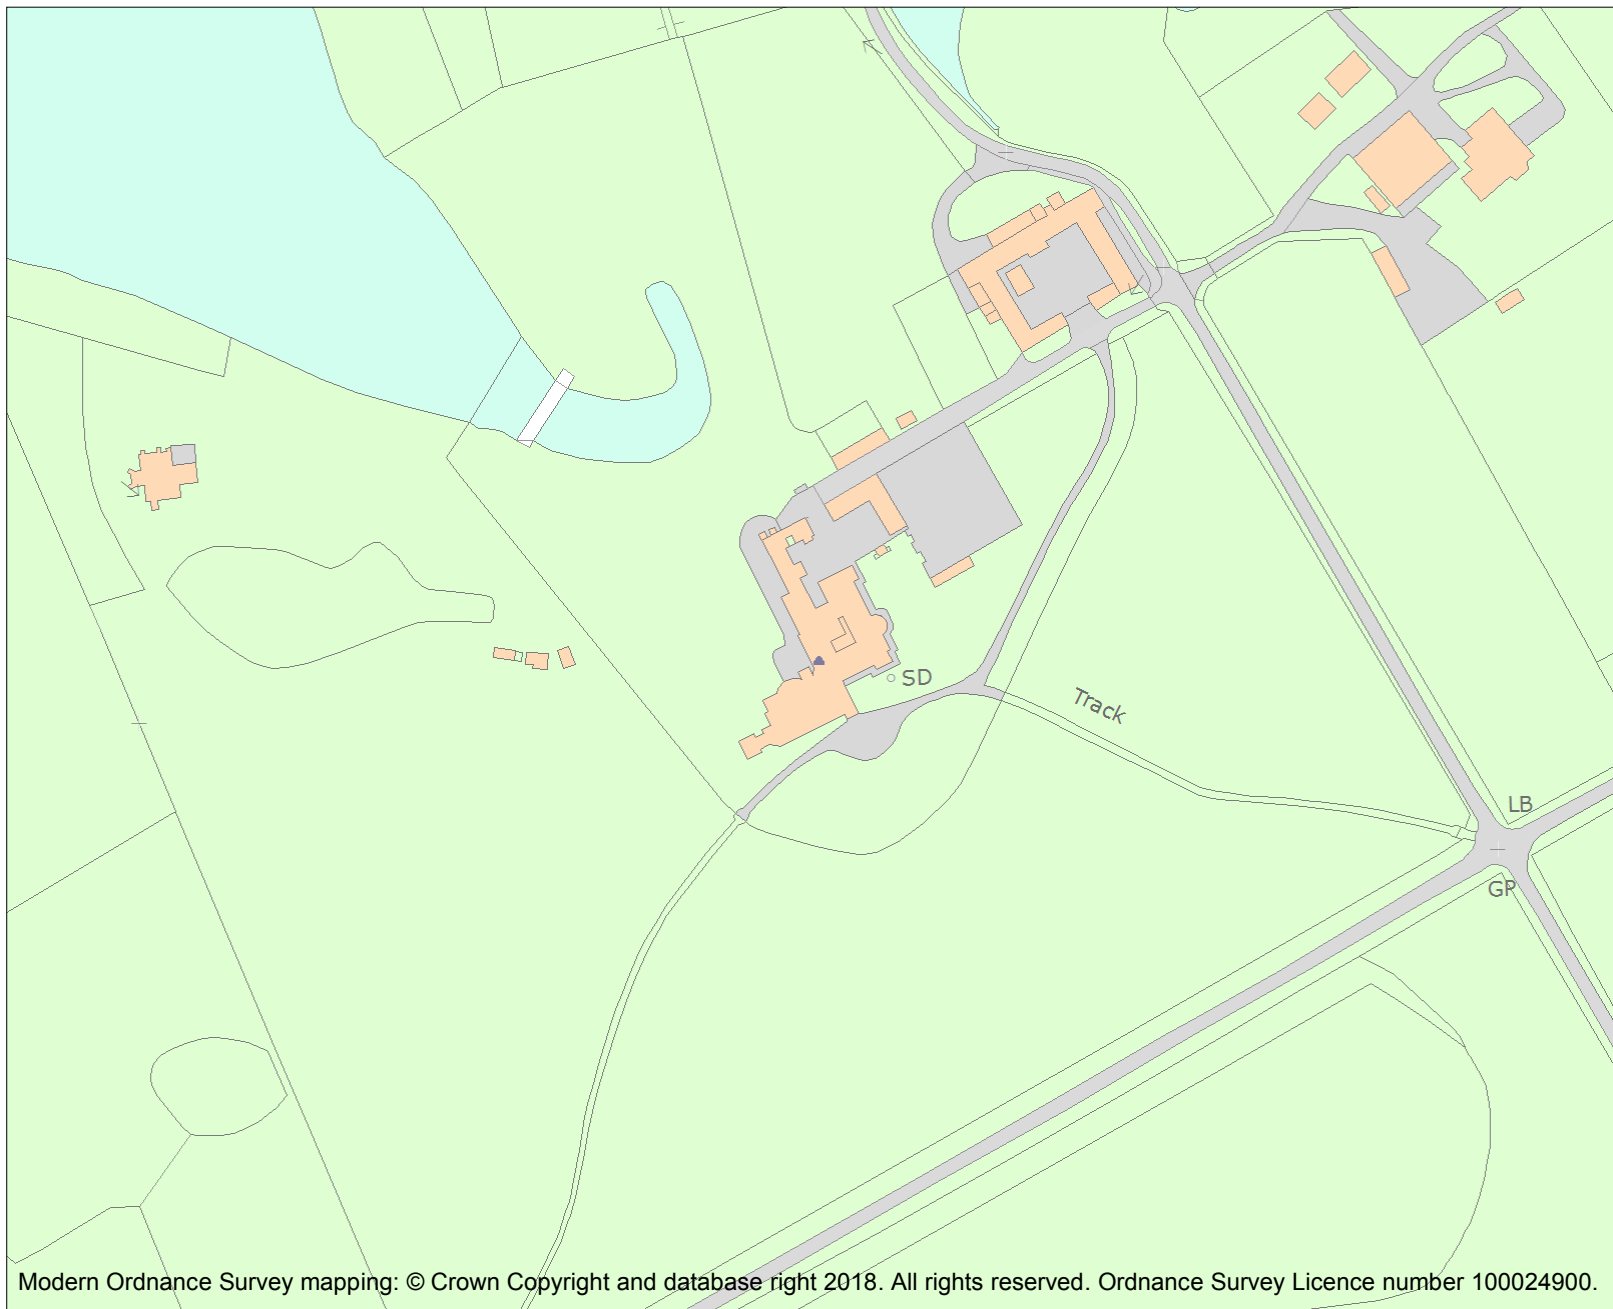 SD
Track
LB
GP
Modern Ordnance Survey mapping: © Crown Copyright and database right 2018. All rights reserved. Ordnance Survey Licence number 100024900.